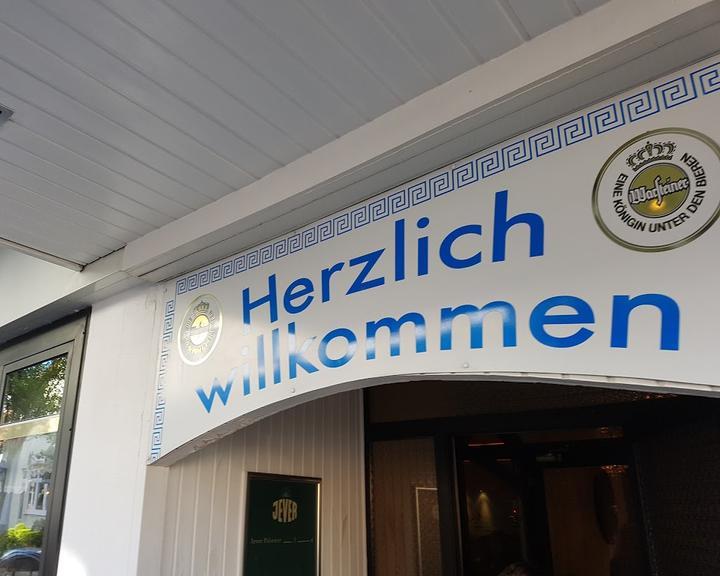 Herzlich
willkommen
Warsteiner
EINE KÖNIGIN UNTER DEN BIEREN
JEVER